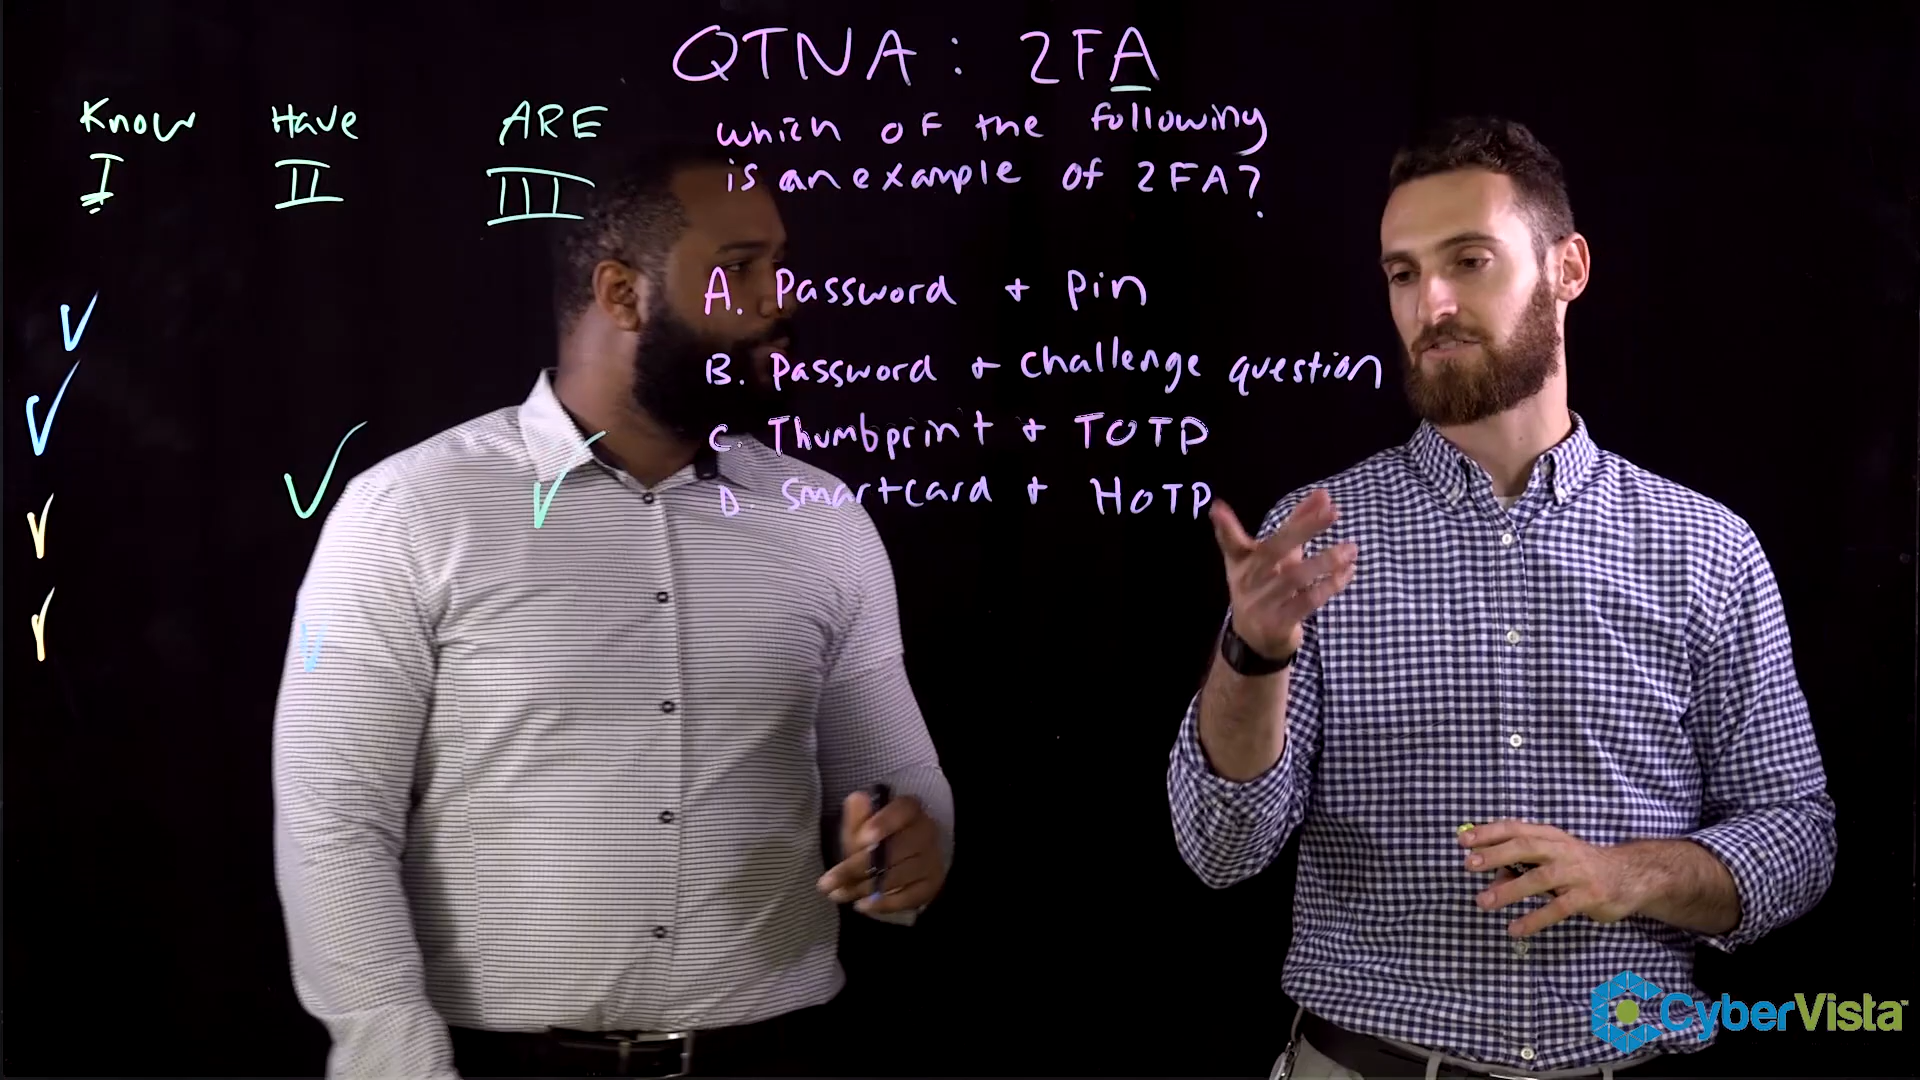 QTNA: 2FA
Know Have ARE
I II III
which of the following
is an example of 2FA?
A. Password + pin
B. Password + challenge question
C. Thumbprint + TOTP
D. Smartcard + HOTP
CyberVista